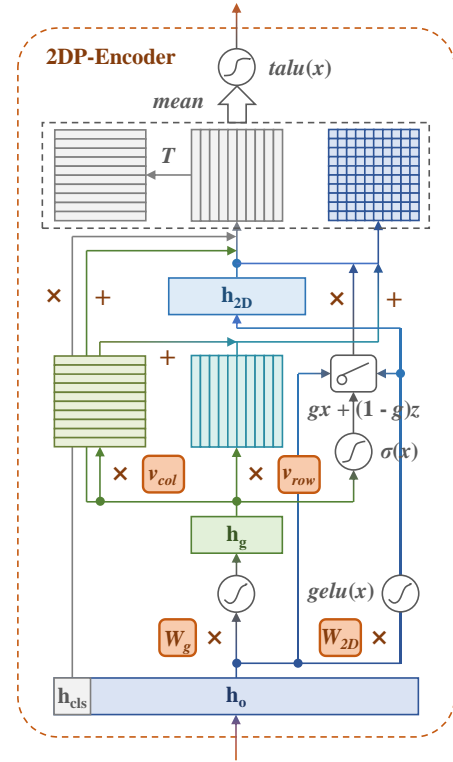 2DP-Encoder
talu(x)
mean
T
× +
h2D
× +
+
gx + (1 - g)z
× vcol
× vrow
σ(x)
hg
gelu(x)
Wg ×
W2D ×
hcls
ho